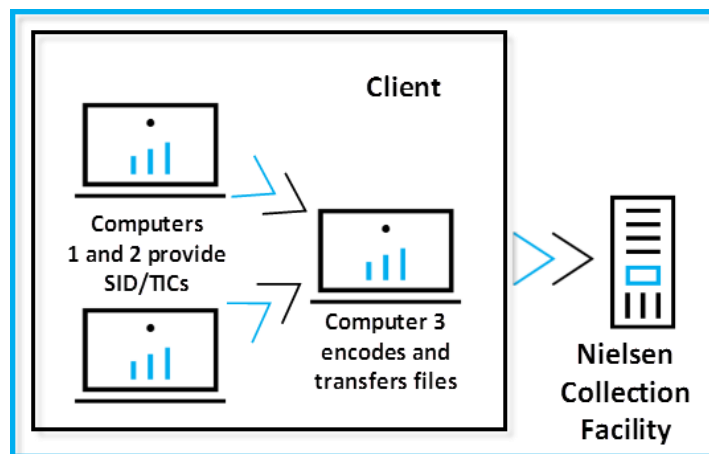 Client
Computers
1 and 2 provide
SID/TICs
Computer 3
encodes and
transfers files
Nielsen
Collection
Facility